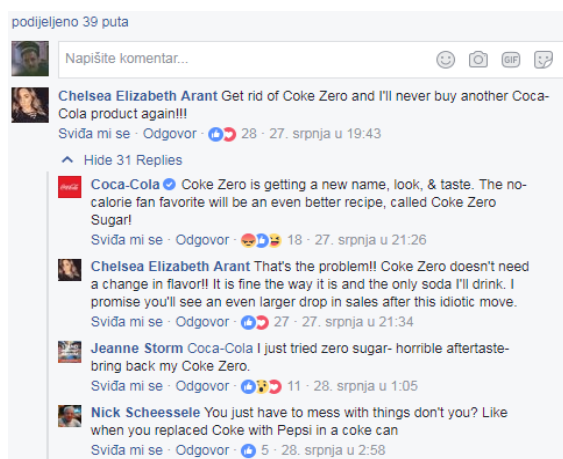 podijeljeno 39 puta
Napišite komentar...
GIF
Chelsea Elizabeth Arant Get rid of Coke Zero and I'll never buy another Coca-
Cola product again!!!
Sviđa mi se · Odgovor · 28 · 27. srpnja u 19:43
Hide 31 Replies
Coca-Cola Coke Zero is getting a new name, look, & taste. The no-
calorie fan favorite will be an even better recipe, called Coke Zero
Sugar!
Sviđa mi se · Odgovor · 18 · 27. srpnja u 21:26
Chelsea Elizabeth Arant That's the problem!! Coke Zero doesn't need
a change in flavor!! It is fine the way it is and the only soda I'll drink. I
promise you'll see an even larger drop in sales after this idiotic move.
Sviđa mi se · Odgovor · 27 · 27. srpnja u 21:34
Jeanne Storm Coca-Cola I just tried zero sugar- horrible aftertaste-
bring back my Coke Zero.
Sviđa mi se · Odgovor · 11 · 28. srpnja u 1:05
Nick Scheessele You just have to mess with things don't you? Like
when you replaced Coke with Pepsi in a coke can
Sviđa mi se · Odgovor · 5 · 28. srpnja u 2:58